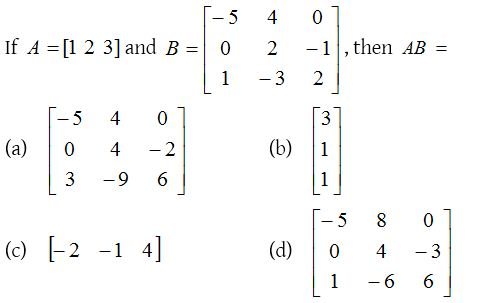 If A = [1 2 3] and B = [-5 4 0; 0 2 -1; 1 -3 2], then AB =
(a) [-5 4 0; 0 4 -2; 3 -9 6] (b) [3; 1; 1]
(c) [-2 -1 4] (d) [-5 8 0; 0 4 -3; 1 -6 6]